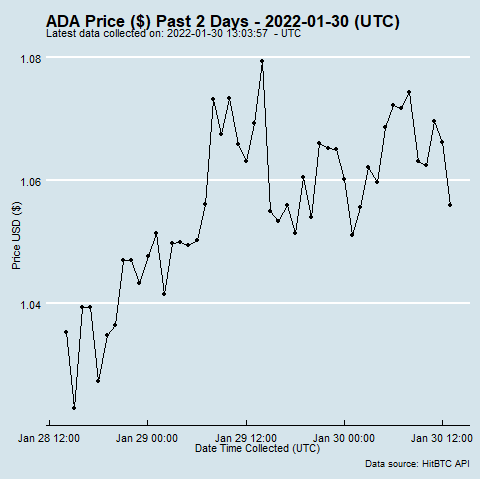 ADA Price ($) Past 2 Days - 2022-01-30 (UTC)
Latest data collected on: 2022-01-30 13:03:57 - UTC
1.08
1.06
1.04
Price USD ($)
Jan 28 12:00 Jan 29 00:00 Jan 29 12:00 Jan 30 00:00 Jan 30 12:00
Date Time Collected (UTC)
Data source: HitBTC API